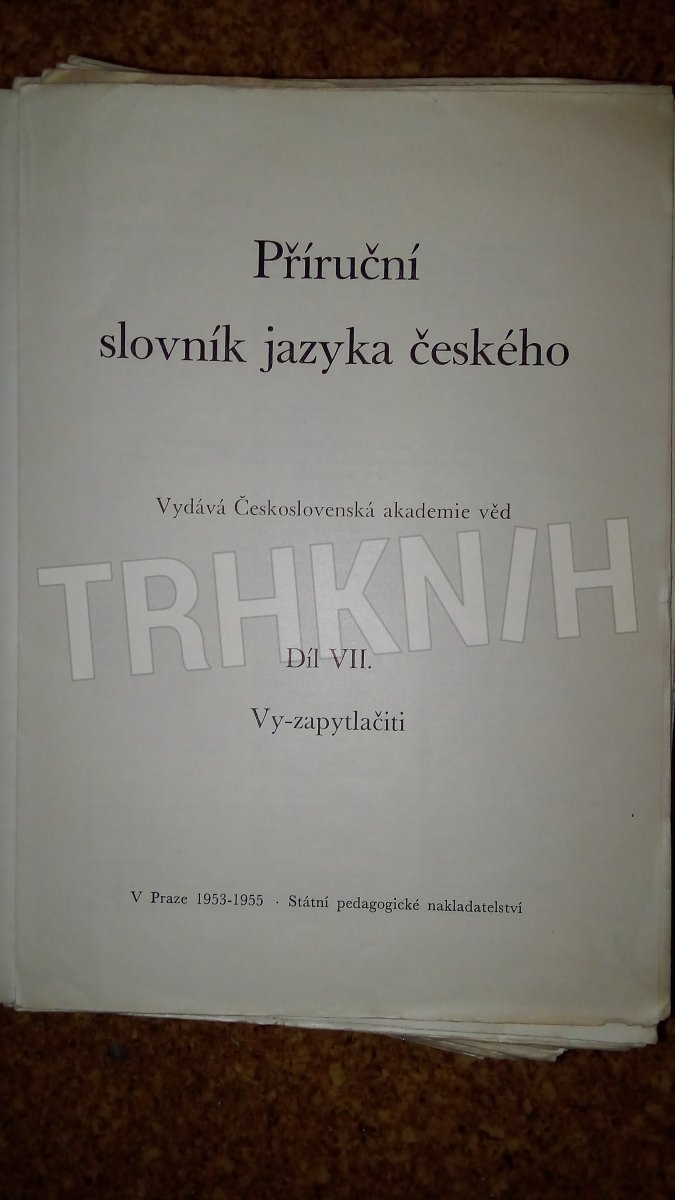 Příruční
slovník jazyka českého
Vydává Československá akademie věd
TRHKNIH
Díl VII.
Vy-zapytlačiti
V Praze 1953-1955 · Státní pedagogické nakladatelství